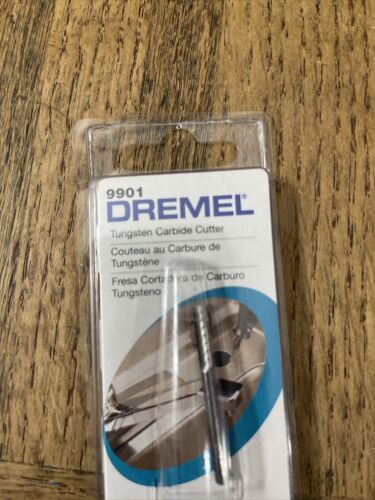 9901
DREMEL®
Tungsten Carbide Cutter
Couteau au Carbure de
Tungstène
Fresa Cortadora de Carburo
Tungsteno